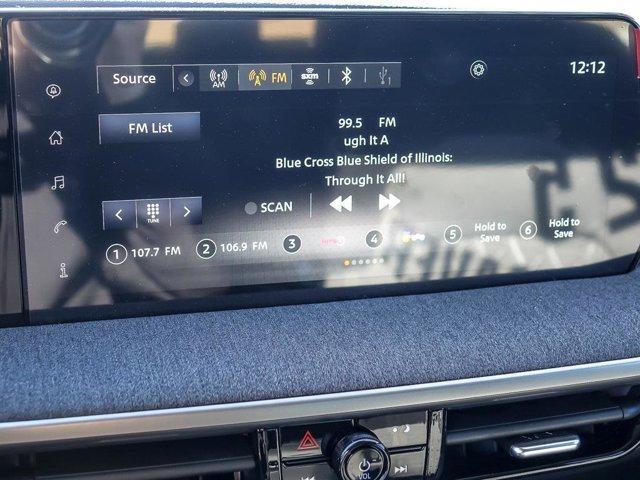 12:12
Source AM FM sxm
99.5 FM
FM List
ugh It A
Blue Cross Blue Shield of Illinois:
Through It All!
TUNE
SCAN
1 107.7 FM 2 106.9 FM 3 4 5 Hold to Save 6 Hold to Save
VOL